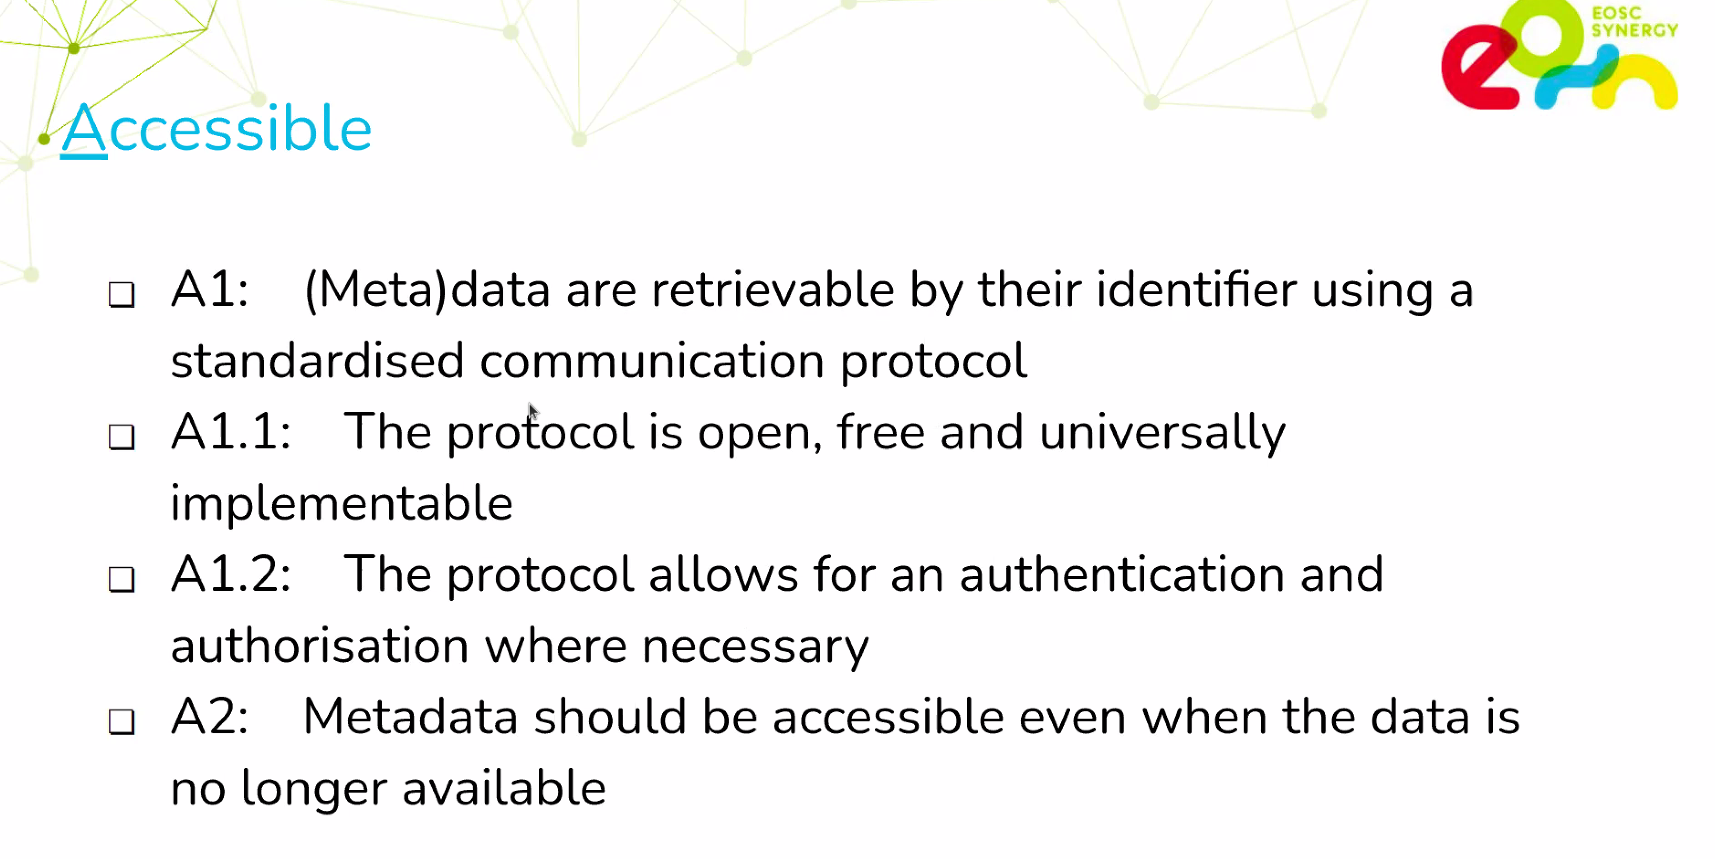 EOSC
SYNERGY
Accessible
❏ A1: (Meta)data are retrievable by their identifier using a
standardised communication protocol
❏ A1.1: The protocol is open, free and universally
implementable
❏ A1.2: The protocol allows for an authentication and
authorisation where necessary
❏ A2: Metadata should be accessible even when the data is
no longer available